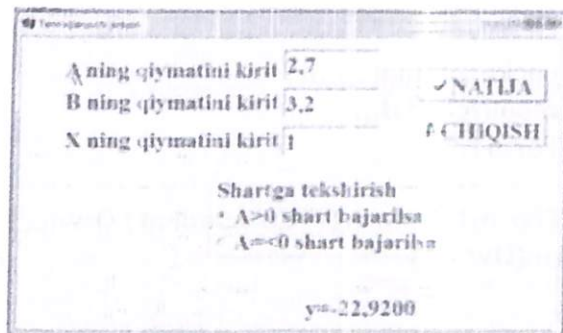 A ning qiymatini kirit 2,7
B ning qiymatini kirit 3,2
X ning qiymatini kirit 1
NATIJA
CHIQISH
Shartga tekshirish
A>0 shart bajarilsa
A=<0 shart bajarilsa
y=-22,9200